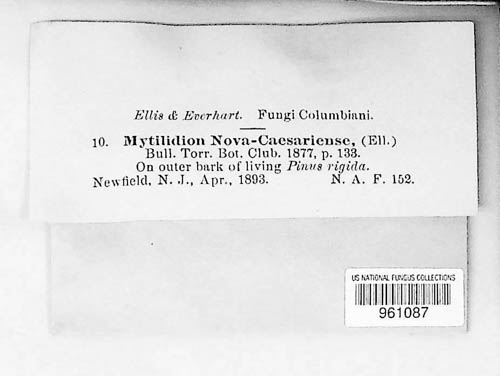 Ellis & Everhart. Fungi Columbiani.
10. Mytilidion Nova-Caesariense, (Ell.)
Bull. Torr. Bot. Club. 1877, p. 133.
On outer bark of living Pinus rigida.
Newfield, N. J., Apr., 1893. N. A. F. 152.
US NATIONAL FUNGUS COLLECTIONS
961087